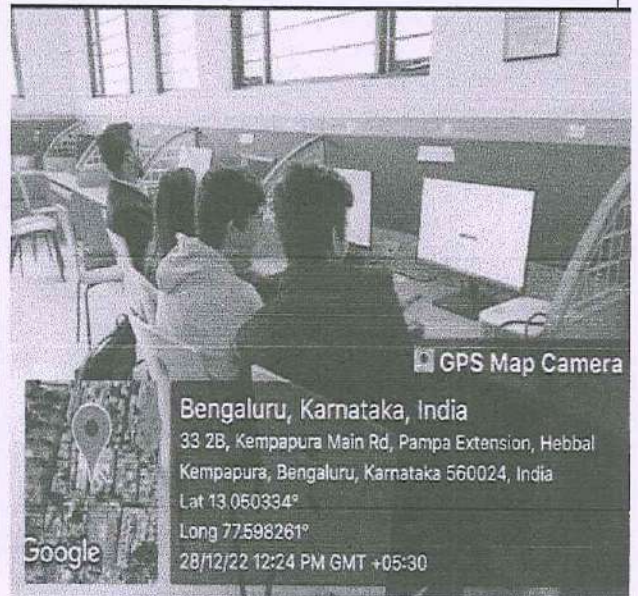 GPS Map Camera
Bengaluru, Karnataka, India
33 2B, Kempapura Main Rd, Pampa Extension, Hebbal
Kempapura, Bengaluru, Karnataka 560024, India
Lat 13.050334°
Long 77.598261°
28/12/22 12:24 PM GMT +05:30
Google